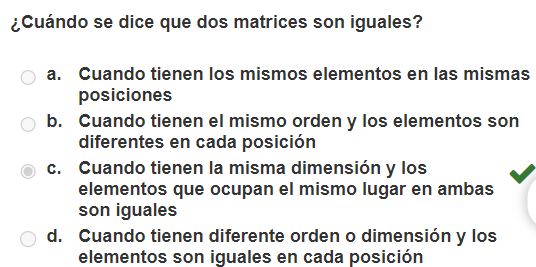 ¿Cuándo se dice que dos matrices son iguales?
a. Cuando tienen los mismos elementos en las mismas
posiciones
b. Cuando tienen el mismo orden y los elementos son
diferentes en cada posición
c. Cuando tienen la misma dimensión y los
elementos que ocupan el mismo lugar en ambas
son iguales
d. Cuando tienen diferente orden o dimensión y los
elementos son iguales en cada posición